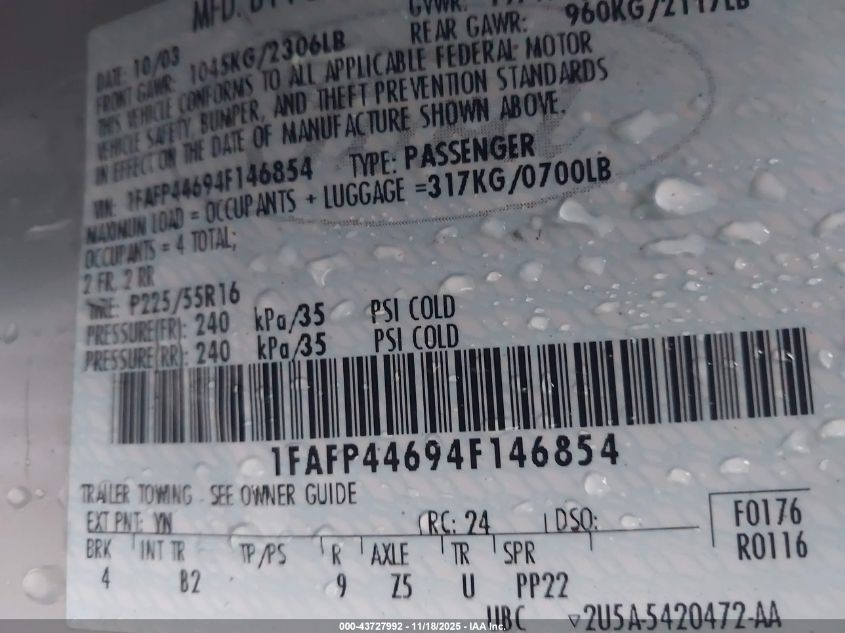 MFD. BY
GVWR:
DATE: 10/03
FRONT GAWR: 1045KG/2306LB
REAR GAWR: 960KG/2117LB
THIS VEHICLE CONFORMS TO ALL APPLICABLE FEDERAL MOTOR
VEHICLE SAFETY, BUMPER, AND THEFT PREVENTION STANDARDS
IN EFFECT ON THE DATE OF MANUFACTURE SHOWN ABOVE.
VIN: 1FAFP44694F146854 TYPE: PASSENGER
MAXIMUM LOAD = OCCUPANTS + LUGGAGE =317KG/0700LB
OCCUPANTS = 4 TOTAL;
2 FR, 2 RR
TIRE: P225/55R16
PRESSURE(FR): 240 kPa/35 PSI COLD
PRESSURE(RR): 240 kPa/35 PSI COLD
1FAFP44694F146854
TRAILER TOWING - SEE OWNER GUIDE
EXT PNT: YN RC: 24 DSO:
F0176
R0116
BRK INT TR TP/PS R AXLE TR SPR
4 B2 9 Z5 U PP22
UBC ▽2U5A-5420472-AA
000-43727992 - 11/18/2025 - IAA Inc.